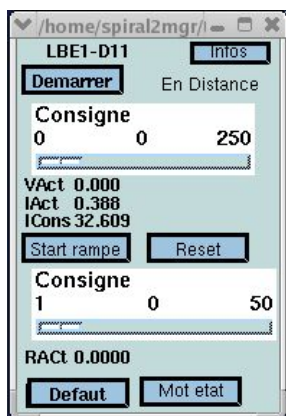 /home/spiral2mgr/
LBE1-D11 Infos
Demarrer En Distance
Consigne
0 0 250
VAct 0.000
IAct 0.388
ICons 32.609
Start rampe Reset
Consigne
1 0 50
RACt 0.0000
Defaut Mot etat